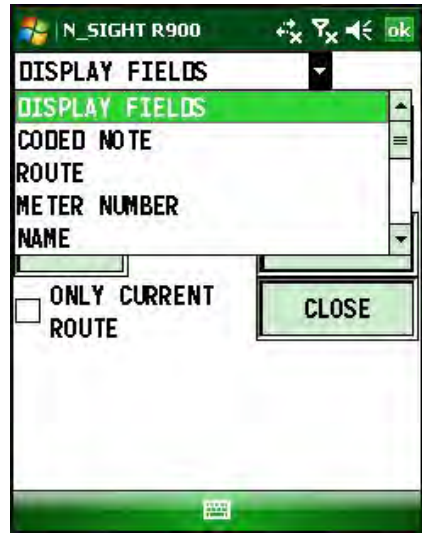 N_SIGHT R900
ok
DISPLAY FIELDS
DISPLAY FIELDS
CODED NOTE
ROUTE
METER NUMBER
NAME
ONLY CURRENT
ROUTE
CLOSE